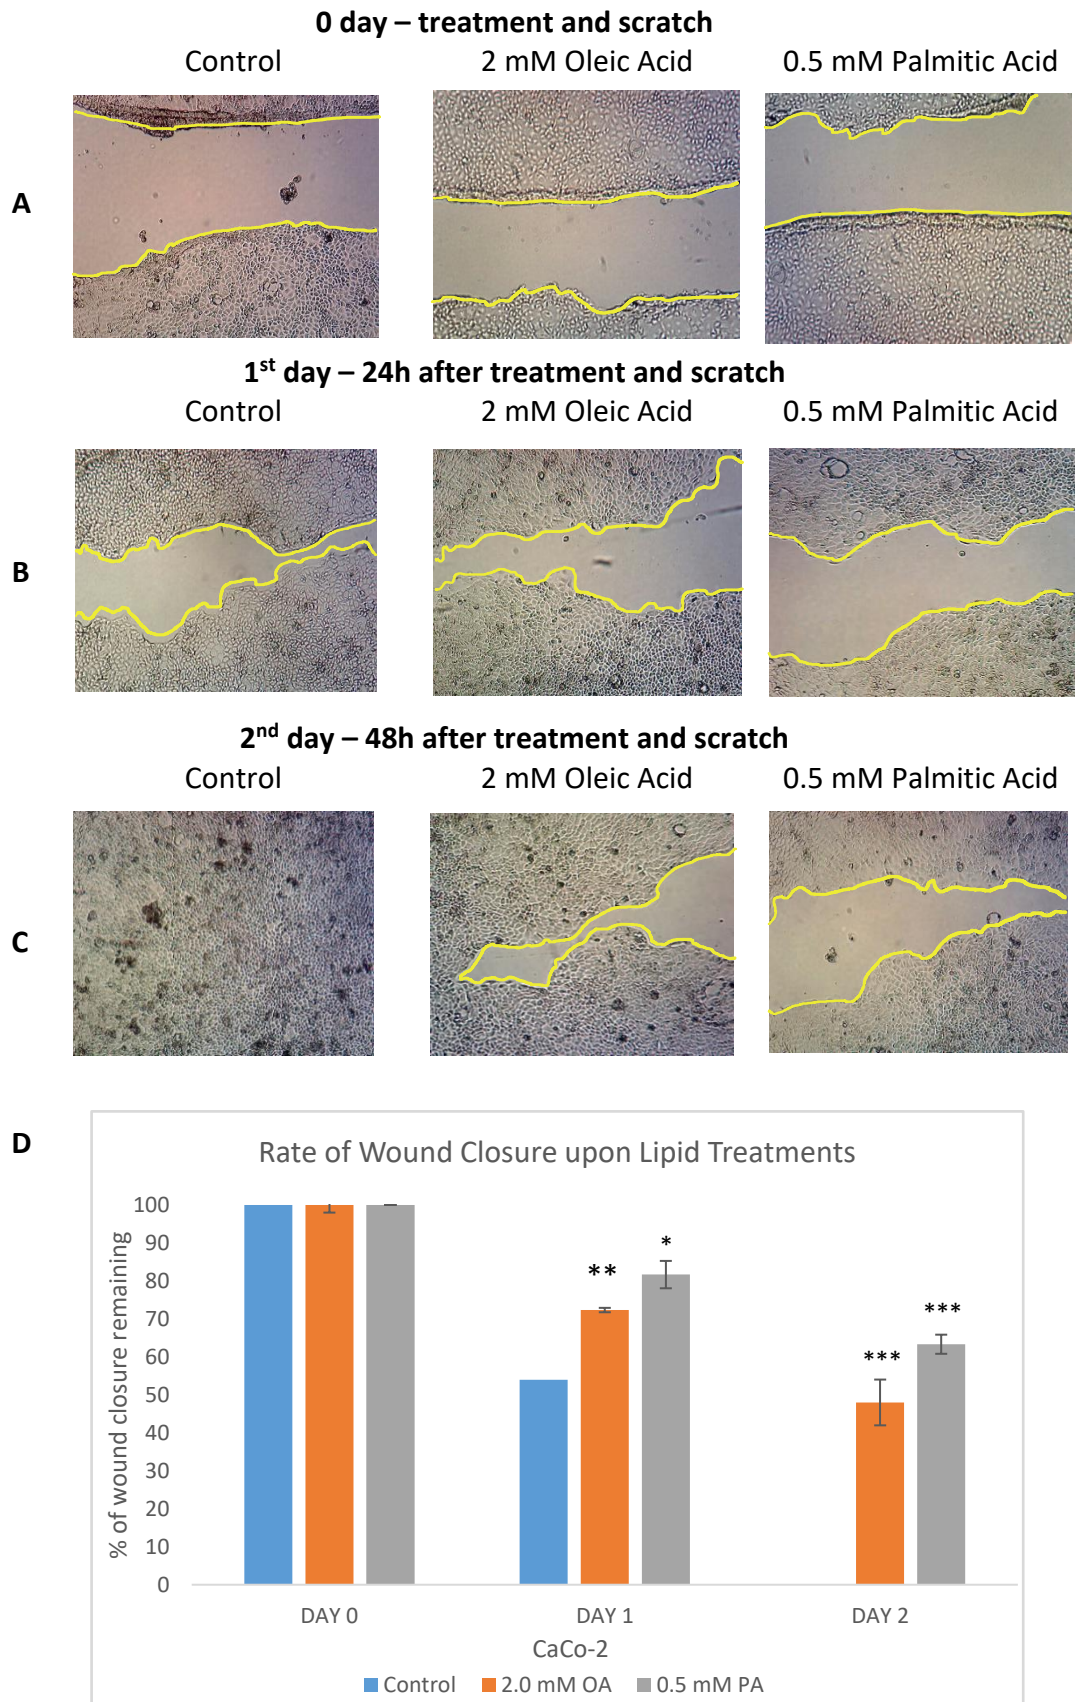 0 day – treatment and scratch
Control 2 mM Oleic Acid 0.5 mM Palmitic Acid
A
1st day – 24h after treatment and scratch
Control 2 mM Oleic Acid 0.5 mM Palmitic Acid
B
2nd day – 48h after treatment and scratch
Control 2 mM Oleic Acid 0.5 mM Palmitic Acid
C
D
Rate of Wound Closure upon Lipid Treatments
% of wound closure remaining
100
90
80
70
60
50
40
30
20
10
0
**
*
***
***
DAY 0 DAY 1 DAY 2
CaCo-2
Control 2.0 mM OA 0.5 mM PA